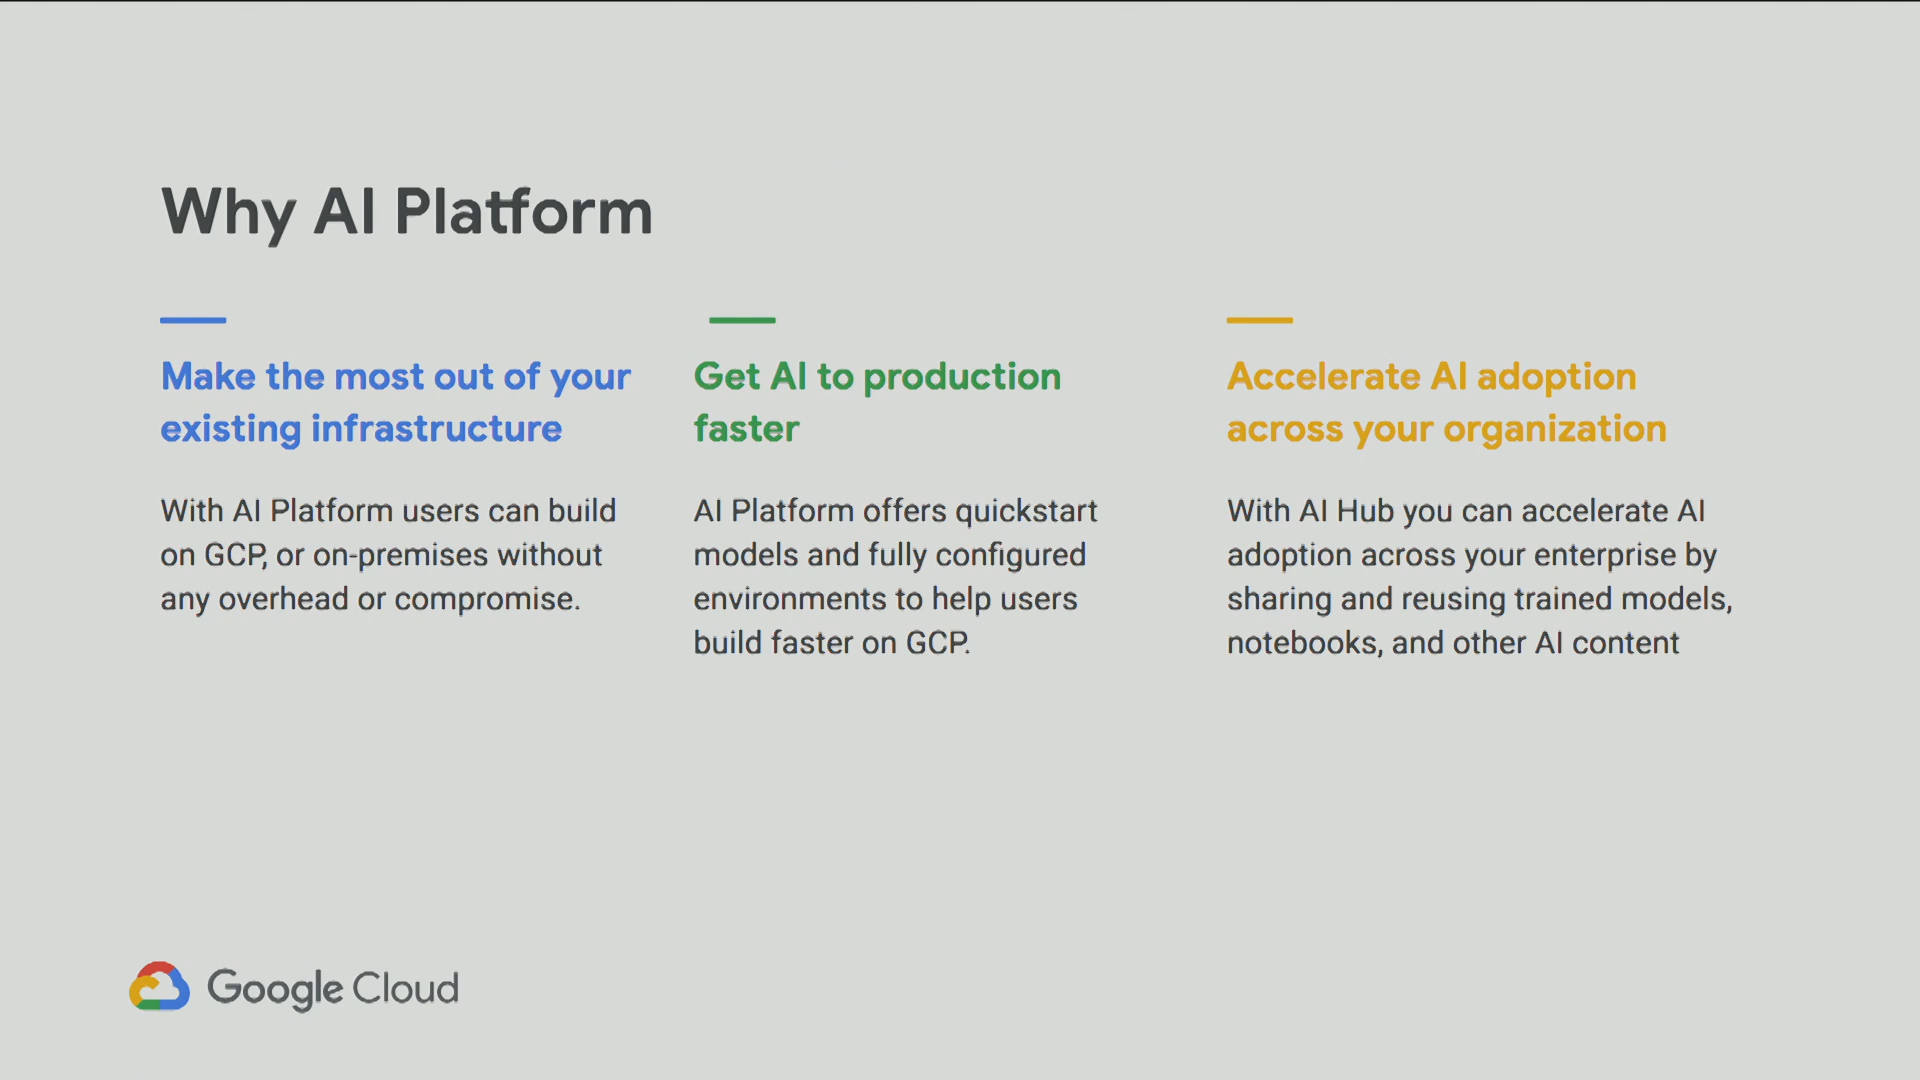 Why AI Platform
Make the most out of your
existing infrastructure
With AI Platform users can build
on GCP, or on-premises without
any overhead or compromise.
Get AI to production
faster
AI Platform offers quickstart
models and fully configured
environments to help users
build faster on GCP.
Accelerate AI adoption
across your organization
With AI Hub you can accelerate AI
adoption across your enterprise by
sharing and reusing trained models,
notebooks, and other AI content
Google Cloud